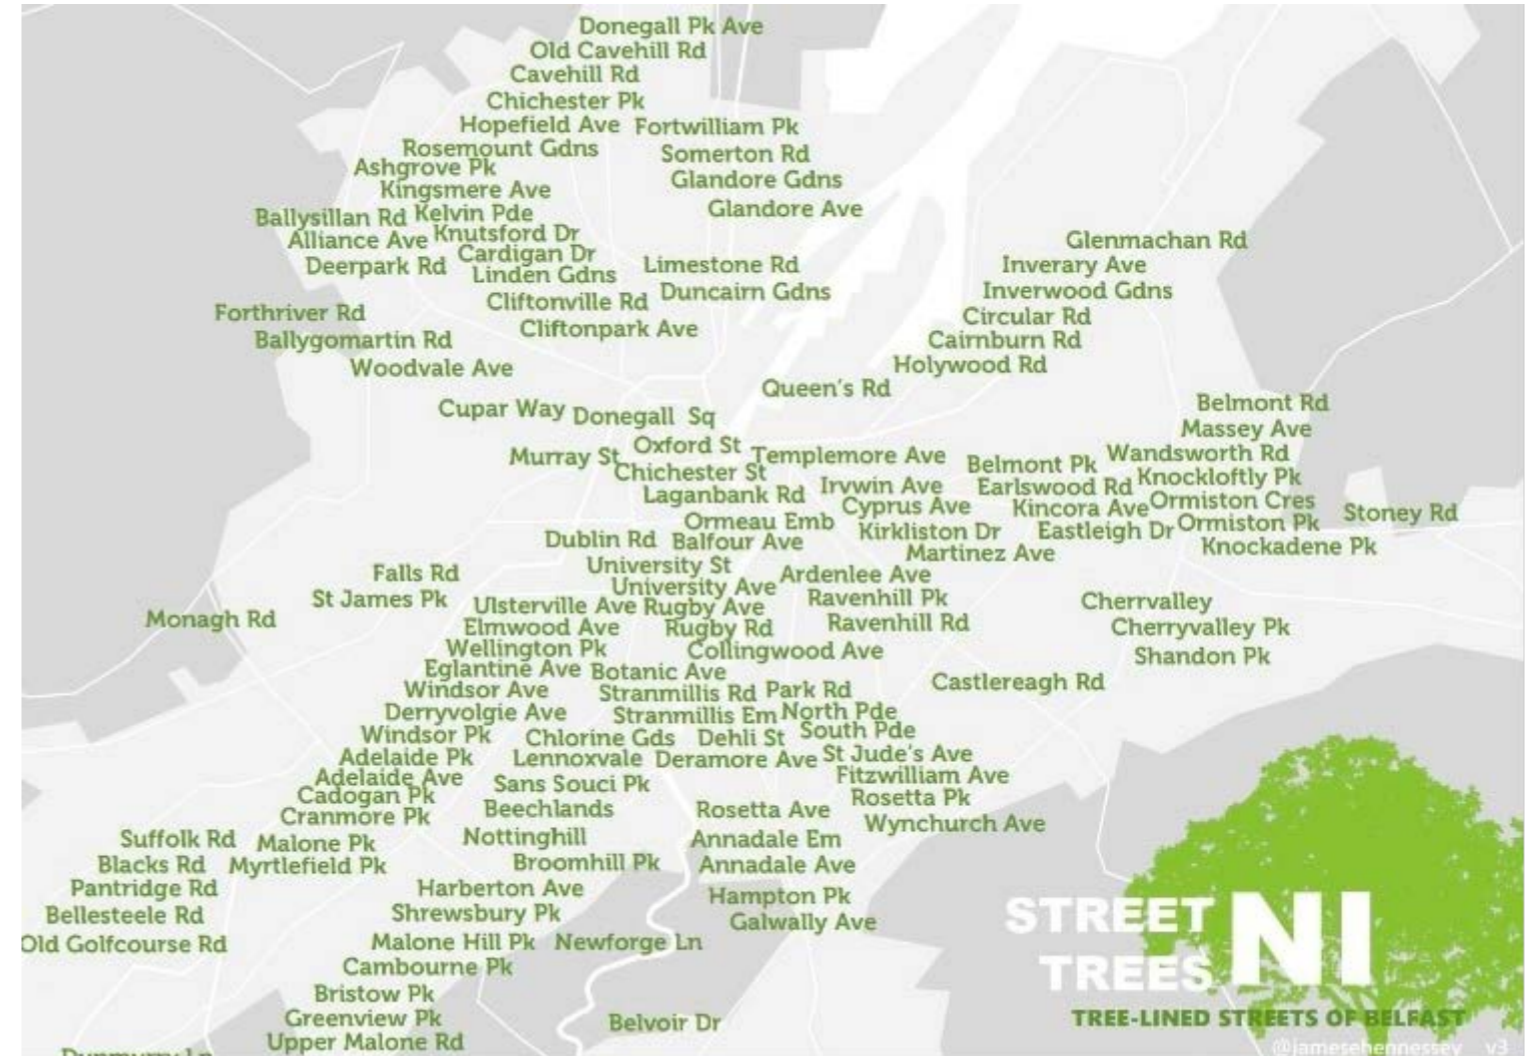 Donegall Pk Ave
Old Cavehill Rd
Cavehill Rd
Chichester Pk
Hopefield Ave
Fortwilliam Pk
Rosemount Gdns
Somerton Rd
Ashgrove Pk
Glandore Gdns
Kingsmere Ave
Glandore Ave
Ballysillan Rd
Kelvin Pde
Alliance Ave
Knutsford Dr
Glenmachan Rd
Cardigan Dr
Deerpark Rd
Linden Gdns
Limestone Rd
Inverary Ave
Cliftonville Rd
Duncairn Gdns
Inverwood Gdns
Forthriver Rd
Circular Rd
Cliftonpark Ave
Ballygomartin Rd
Cairnburn Rd
Woodvale Ave
Holywood Rd
Queen's Rd
Cupar Way
Donegall Sq
Belmont Rd
Massey Ave
Oxford St
Murray St
Templemore Ave
Wandsworth Rd
Chichester St
Belmont Pk
Knockloftly Pk
Laganbank Rd
Irvwin Ave
Earlswood Rd
Ormiston Cres
Cyprus Ave
Kincora Ave
Stoney Rd
Ormeau Emb
Kirkliston Dr
Eastleigh Dr
Ormiston Pk
Dublin Rd
Balfour Ave
Martinez Ave
Knockadene Pk
University St
Falls Rd
Ardenlee Ave
University Ave
St James Pk
Ravenhill Pk
Cherrvalley
Ulsterville Ave
Rugby Ave
Monagh Rd
Elmwood Ave
Rugby Rd
Ravenhill Rd
Cherryvalley Pk
Wellington Pk
Collingwood Ave
Shandon Pk
Eglantine Ave
Botanic Ave
Windsor Ave
Stranmillis Rd
Park Rd
Castlereagh Rd
Derryvolgie Ave
Stranmillis Em
North Pde
Windsor Pk
Chlorine Gds
Dehli St
South Pde
Adelaide Pk
Lennoxvale
Deramore Ave
St Jude's Ave
Adelaide Ave
Sans Souci Pk
Fitzwilliam Ave
Cadogan Pk
Rosetta Pk
Cranmore Pk
Beechlands
Rosetta Ave
Wynchurch Ave
Suffolk Rd
Malone Pk
Nottinghill
Annadale Em
Blacks Rd
Myrtlefield Pk
Broomhill Pk
Annadale Ave
Pantridge Rd
Harberton Ave
Hampton Pk
Bellesteele Rd
Shrewsbury Pk
Galwally Ave
Old Golfcourse Rd
Malone Hill Pk
Newforge Ln
Cambourne Pk
Bristow Pk
Greenview Pk
Belvoir Dr
Upper Malone Rd
STREET
TREES
NI
TREE-LINED STREETS OF BELFAST
@jamesehennessey v3